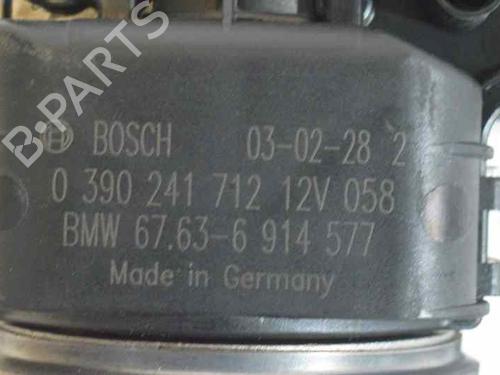 BOSCH 03-02-28 2
0 390 241 712 12V 058
BMW 67.63-6 914 577
Made in Germany
B-PARTS